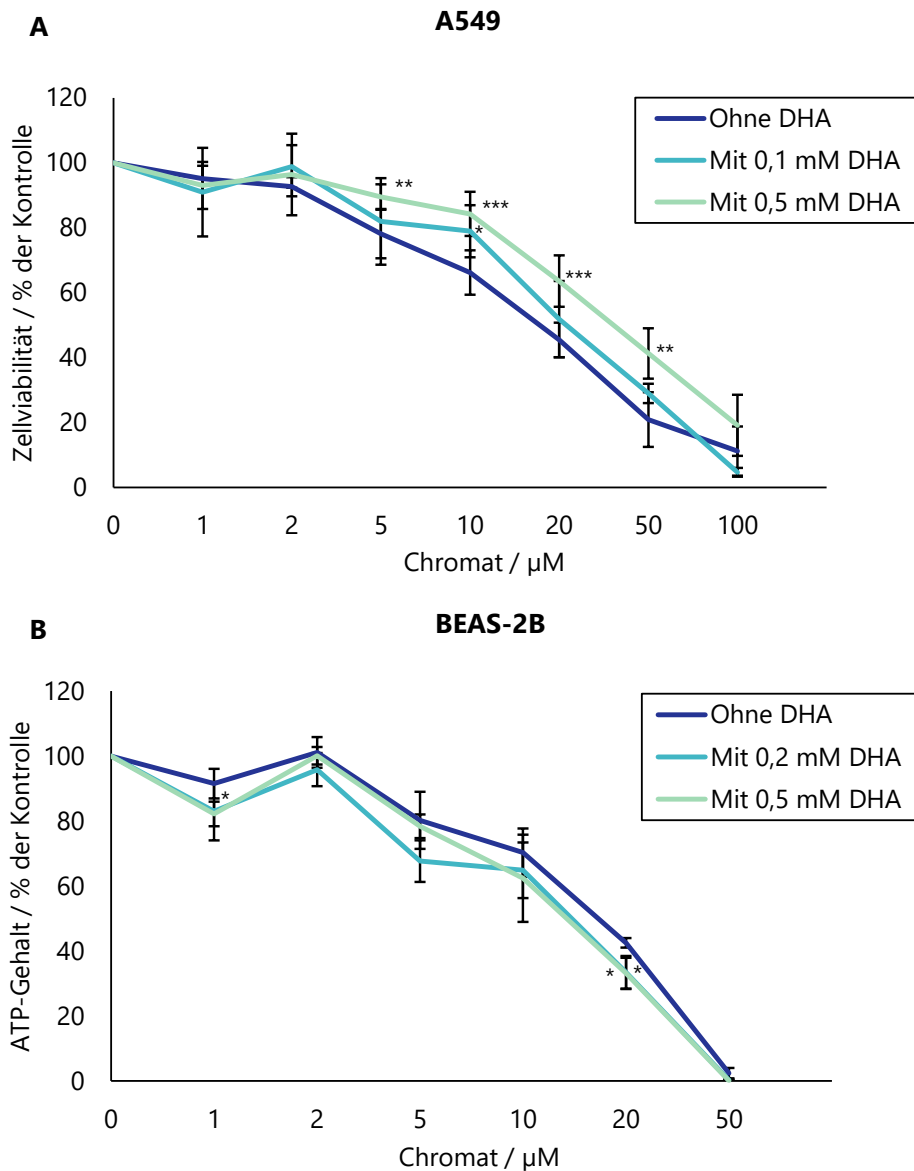 A
A549
120
100
80
60
40
20
0
Zellviabilität / % der Kontrolle
Ohne DHA
Mit 0,1 mM DHA
Mit 0,5 mM DHA
**
***
*
***
**
0 1 2 5 10 20 50 100
Chromat / µM
B
BEAS-2B
120
100
80
60
40
20
0
ATP-Gehalt / % der Kontrolle
Ohne DHA
Mit 0,2 mM DHA
Mit 0,5 mM DHA
*
* *
0 1 2 5 10 20 50
Chromat / µM